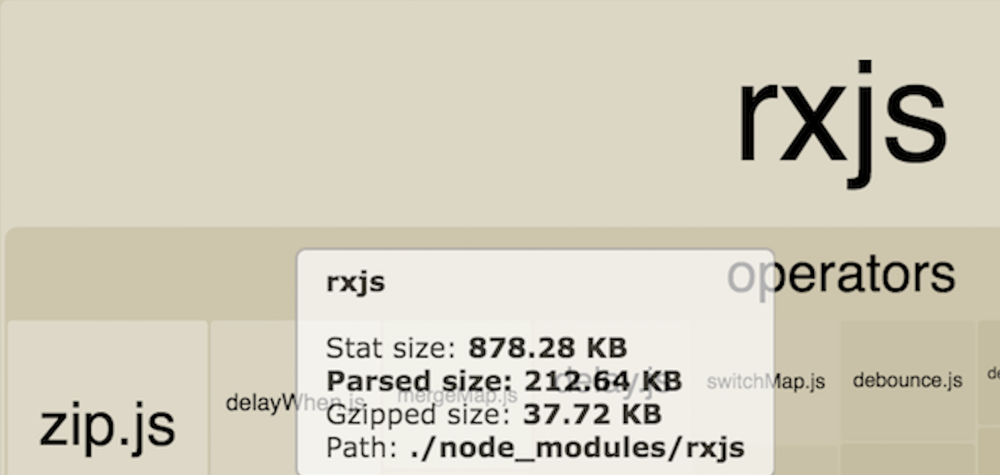 rxjs
operators
rxjs
Stat size: 878.28 KB
Parsed size: 212.64 KB
Gzipped size: 37.72 KB
Path: ./node_modules/rxjs
zip.js
delayWhen.js
mergeMap.js
delay.js
switchMap.js
debounce.js
de